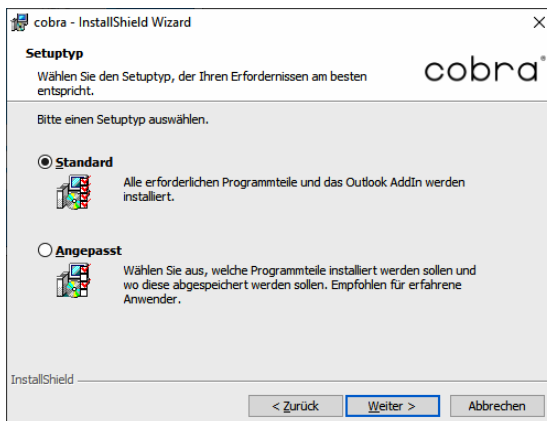 cobra - InstallShield Wizard
Setuptyp
Wählen Sie den Setuptyp, der Ihren Erfordernissen am besten
entspricht.
cobra®
Bitte einen Setuptyp auswählen.
Standard
Alle erforderlichen Programmteile und das Outlook AddIn werden
installiert.
Angepasst
Wählen Sie aus, welche Programmteile installiert werden sollen und
wo diese abgespeichert werden sollen. Empfohlen für erfahrene
Anwender.
InstallShield
< Zurück
Weiter >
Abbrechen